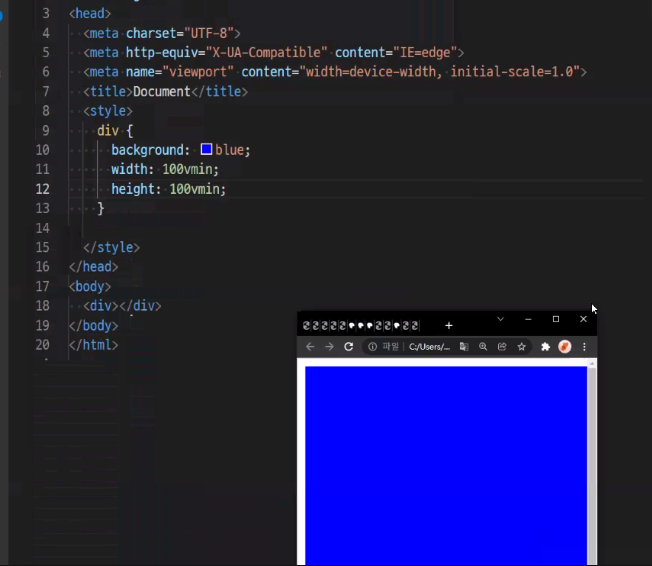 3 <head>
4 <meta charset="UTF-8">
5 <meta http-equiv="X-UA-Compatible" content="IE=edge">
6 <meta name="viewport" content="width=device-width, initial-scale=1.0">
7 <title>Document</title>
8 <style>
9 div {
10 background: blue;
11 width: 100vmin;
12 height: 100vmin;
13 }
14
15 </style>
16 </head>
17 <body>
18 <div></div>
19 </body>
20 </html>
파일 | C:/Users/...